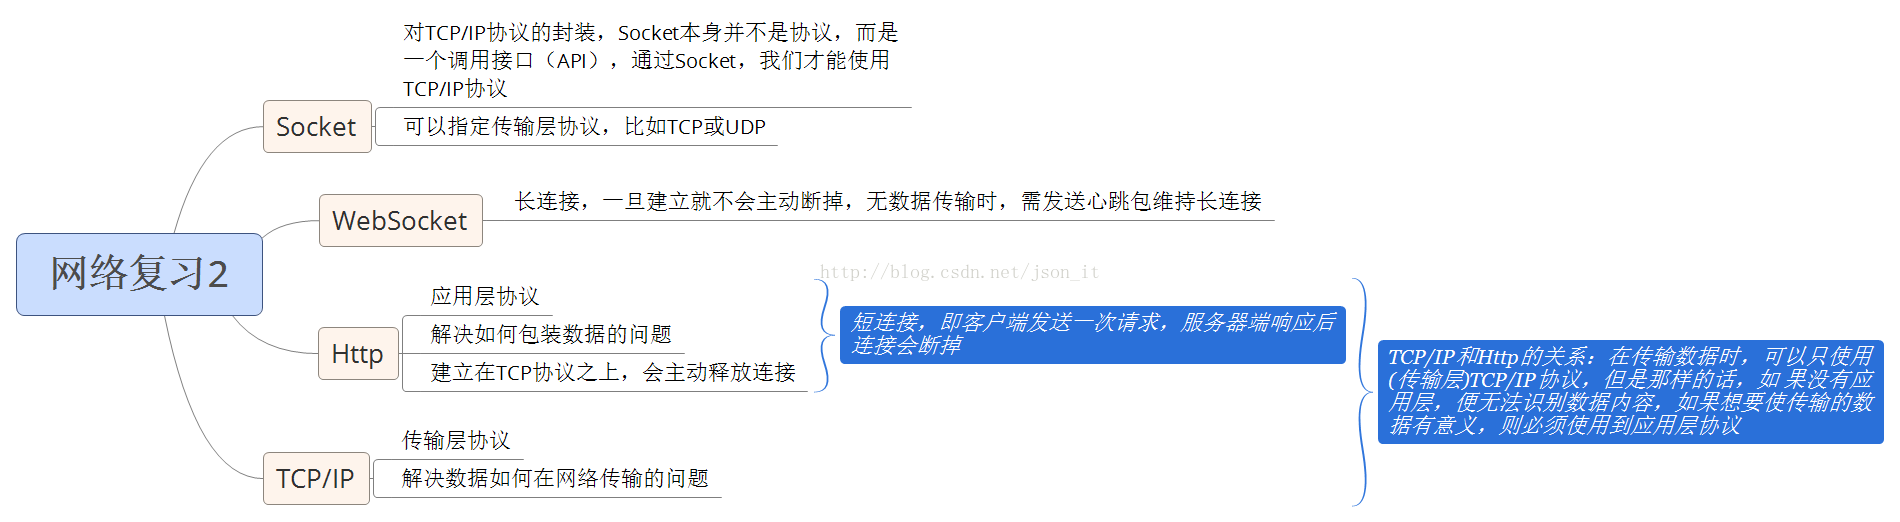 网络复习2
Socket
对TCP/IP协议的封装，Socket本身并不是协议，而是
一个调用接口（API），通过Socket，我们才能使用
TCP/IP协议
可以指定传输层协议，比如TCP或UDP
WebSocket
长连接，一旦建立就不会主动断掉，无数据传输时，需发送心跳包维持长连接
http://blog.csdn.net/json_it
Http
应用层协议
解决如何包装数据的问题
建立在TCP协议之上，会主动释放连接
短连接，即客户端发送一次请求，服务器端响应后
连接会断掉
TCP/IP
传输层协议
解决数据如何在网络传输的问题
TCP/IP和Http的关系：在传输数据时，可以只使用
(传输层)TCP/IP协议，但是那样的话，如 果没有应
用层，便无法识别数据内容，如果想要使传输的数
据有意义，则必须使用到应用层协议